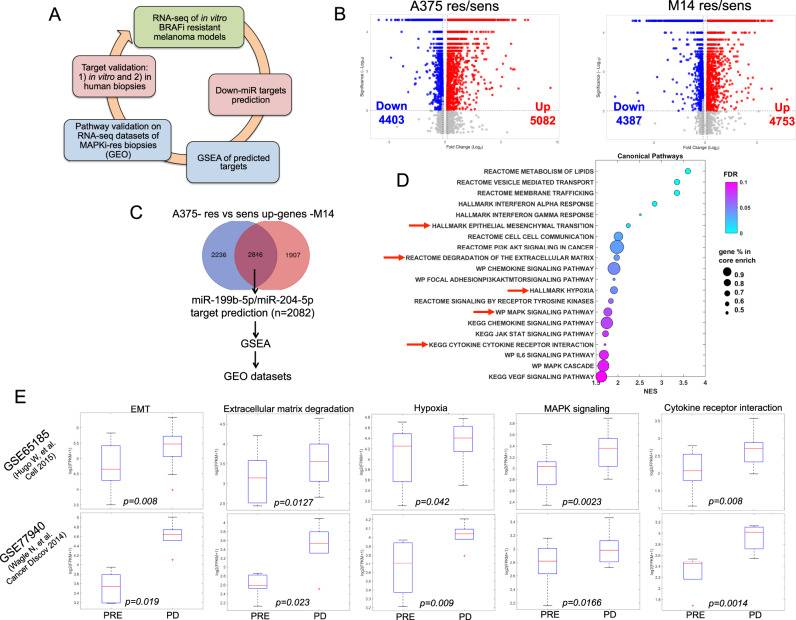 A
RNA-seq of in vitro
BRAFi resistant
melanoma models
Down-miR targets
prediction
GSEA of predicted
targets
Pathway validation on
RNA-seq datasets of
MAPKi-res biopsies
(GEO)
Target validation:
1) in vitro and 2) in
human biopsies
B
A375 res/sens
Down
4403
Up
5082
Fold Change (Log₂)
M14 res/sens
Down
4387
Up
4753
Fold Change (Log₂)
C
A375- res vs sens up-genes -M14
2236
2846
1907
miR-199b-5p/miR-204-5p
target prediction (n=2082)
GSEA
GEO datasets
D
Canonical Pathways
REACTOME METABOLISM OF LIPIDS
REACTOME VESICLE MEDIATED TRANSPORT
REACTOME MEMBRANE TRAFFICKING
HALLMARK INTERFERON ALPHA RESPONSE
HALLMARK INTERFERON GAMMA RESPONSE
HALLMARK EPITHELIAL MESENCHYMAL TRANSITION
REACTOME CELL CELL COMMUNICATION
REACTOME PI3K AKT SIGNALING IN CANCER
REACTOME DEGRADATION OF THE EXTRACELLULAR MATRIX
WP CHEMOKINE SIGNALING PATHWAY
WP FOCAL ADHESIONPI3KAKTMTORSIGNALING PATHWAY
HALLMARK HYPOXIA
REACTOME SIGNALING BY RECEPTOR TYROSINE KINASES
WP MAPK SIGNALING PATHWAY
KEGG CHEMOKINE SIGNALING PATHWAY
KEGG JAK STAT SIGNALING PATHWAY
KEGG CYTOKINE CYTOKINE RECEPTOR INTERACTION
WP IL6 SIGNALING PATHWAY
WP MAPK CASCADE
KEGG VEGF SIGNALING PATHWAY
1.5 2 2.5 3 3.5 4
NES
FDR
0.1
0.05
0
gene % in
core enrich
0.9
0.8
0.7
0.6
0.5
E
EMT
Extracellular matrix degradation
Hypoxia
MAPK signaling
Cytokine receptor interaction
GSE65185
(Hugo W, et al.
Cell 2015)
p=0.008
p=0.0127
p=0.042
p=0.0023
p=0.008
GSE77940
(Wagle N, et al.
Cancer Discov 2014)
p=0.019
p=0.023
p=0.009
p=0.0166
p=0.0014
PRE PD
PRE PD
PRE PD
PRE PD
PRE PD